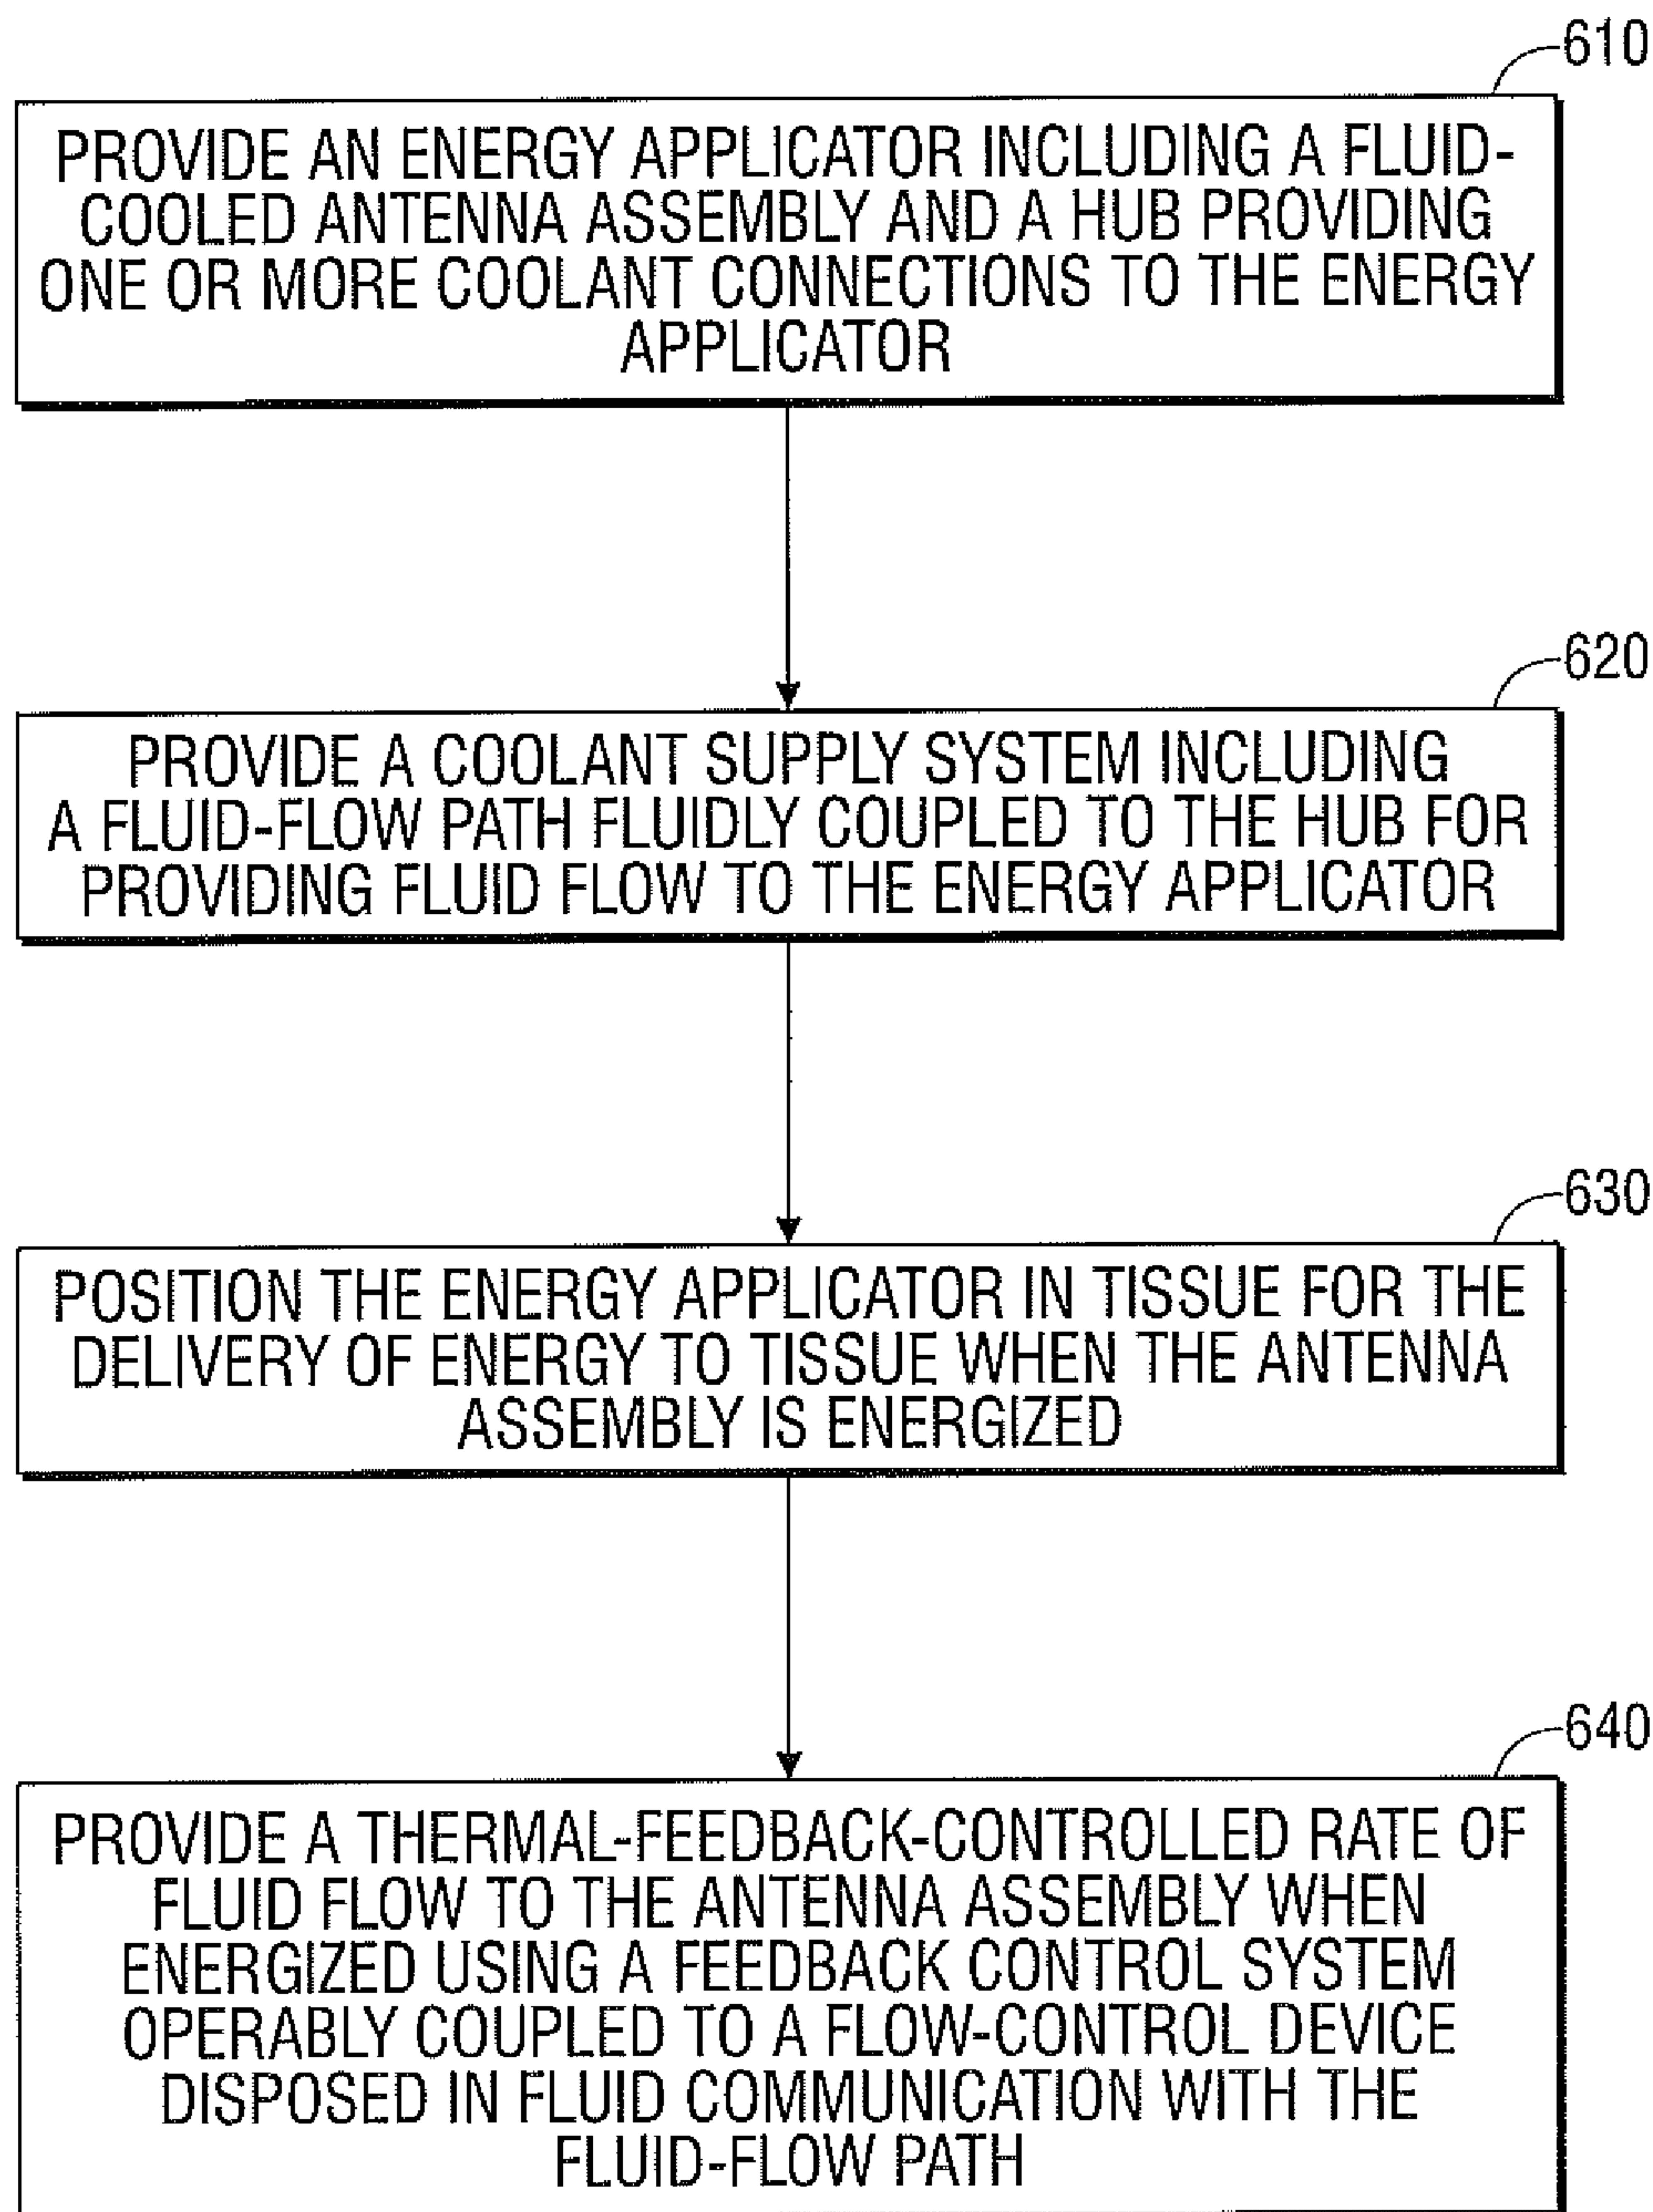 610
PROVIDE AN ENERGY APPLICATOR INCLUDING A FLUID-
COOLED ANTENNA ASSEMBLY AND A HUB PROVIDING
ONE OR MORE COOLANT CONNECTIONS TO THE ENERGY
APPLICATOR
620
PROVIDE A COOLANT SUPPLY SYSTEM INCLUDING
A FLUID-FLOW PATH FLUIDLY COUPLED TO THE HUB FOR
PROVIDING FLUID FLOW TO THE ENERGY APPLICATOR
630
POSITION THE ENERGY APPLICATOR IN TISSUE FOR THE
DELIVERY OF ENERGY TO TISSUE WHEN THE ANTENNA
ASSEMBLY IS ENERGIZED
640
PROVIDE A THERMAL-FEEDBACK-CONTROLLED RATE OF
FLUID FLOW TO THE ANTENNA ASSEMBLY WHEN
ENERGIZED USING A FEEDBACK CONTROL SYSTEM
OPERABLY COUPLED TO A FLOW-CONTROL DEVICE
DISPOSED IN FLUID COMMUNICATION WITH THE
FLUID-FLOW PATH